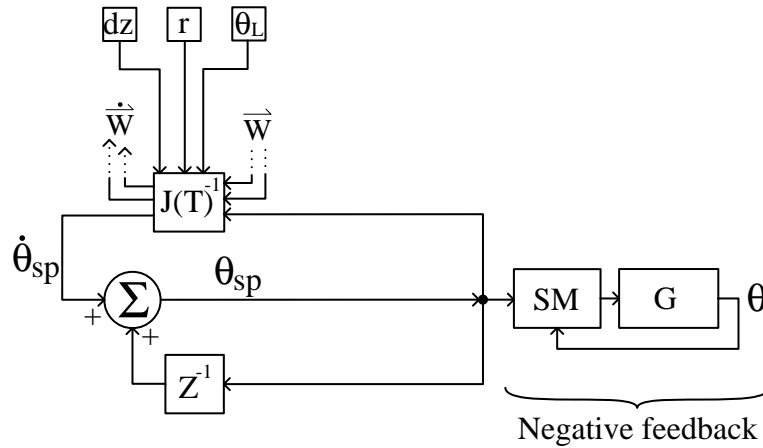 dz r θL
ẇ w
J(T)-1
θ̇sp θsp
Σ SM G θ
+ +
Z-1
Negative feedback